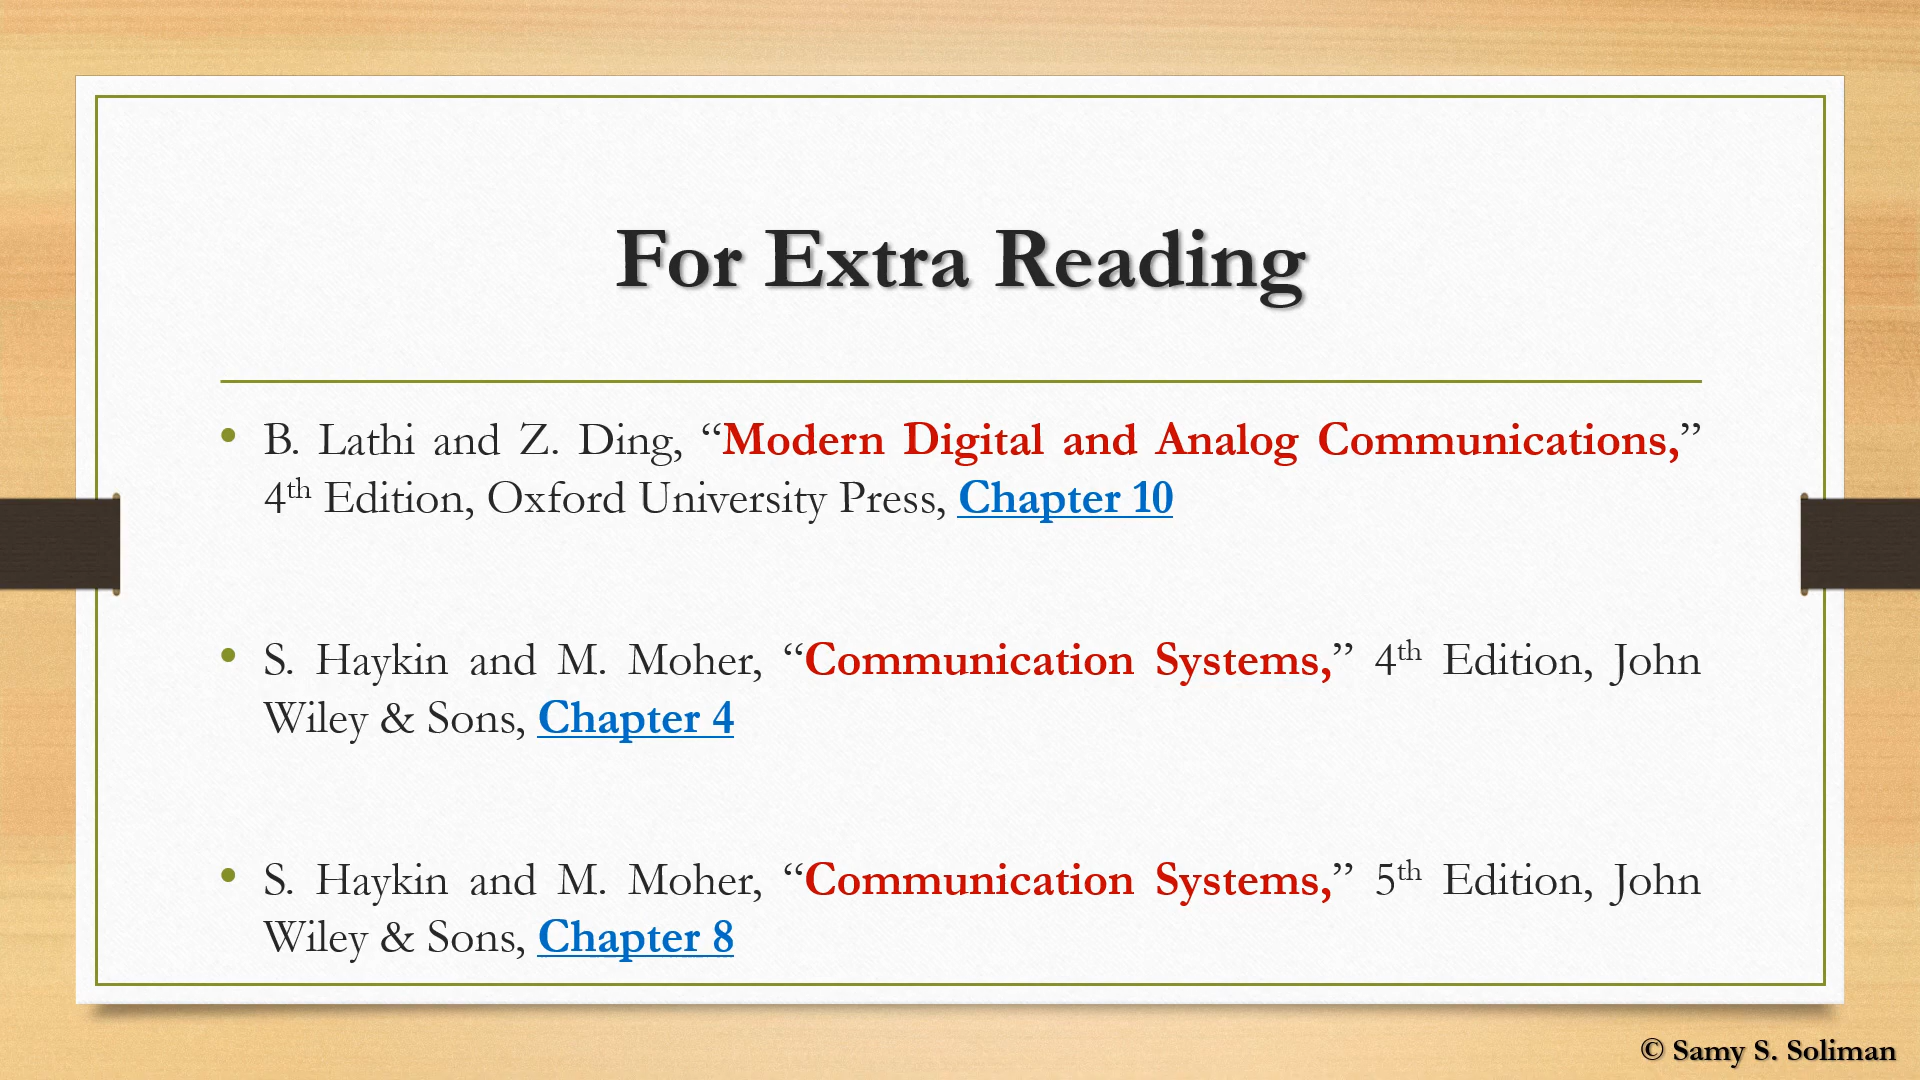 For Extra Reading
• B. Lathi and Z. Ding, “Modern Digital and Analog Communications,”
4th Edition, Oxford University Press, Chapter 10
• S. Haykin and M. Moher, “Communication Systems,” 4th Edition, John
Wiley & Sons, Chapter 4
• S. Haykin and M. Moher, “Communication Systems,” 5th Edition, John
Wiley & Sons, Chapter 8
© Samy S. Soliman